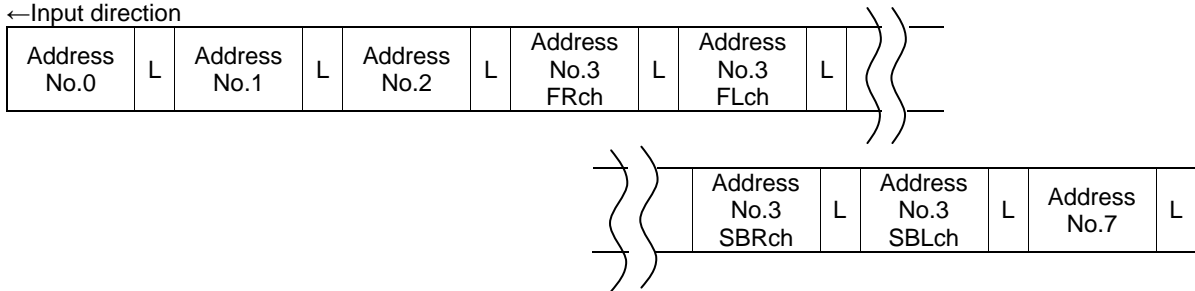 ←Input direction
Address
No.0
L
Address
No.1
L
Address
No.2
L
Address
No.3
FRch
L
Address
No.3
FLch
L
Address
No.3
SBRch
L
Address
No.3
SBLch
L
Address
No.7
L